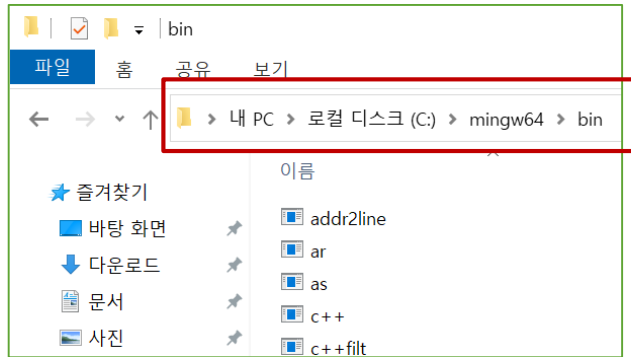 bin
파일 홈 공유 보기
내 PC > 로컬 디스크 (C:) > mingw64 > bin
이름
즐겨찾기
바탕 화면
다운로드
문서
사진
addr2line
ar
as
c++
c++filt